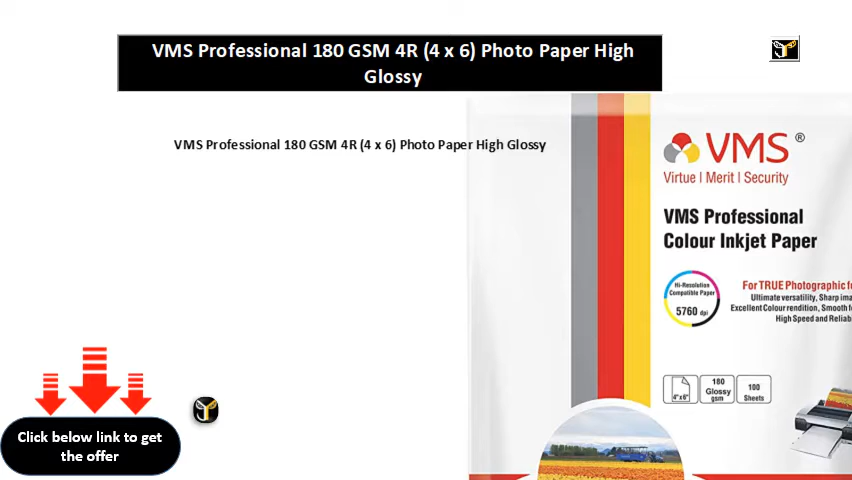 VMS Professional 180 GSM 4R (4 x 6) Photo Paper High
Glossy
VMS Professional 180 GSM 4R (4 x 6) Photo Paper High Glossy
VMS®
Virtue | Merit | Security
VMS Professional
Colour Inkjet Paper
Hi-Resolution
Compatible Paper
5760 dpi
For TRUE Photographic
Ultimate versatility, Sharp
Excellent Colour rendition, Smooth
High Speed and
4"x6"
180
Glossy
gsm
100
Sheets
Click below link to get
the offer